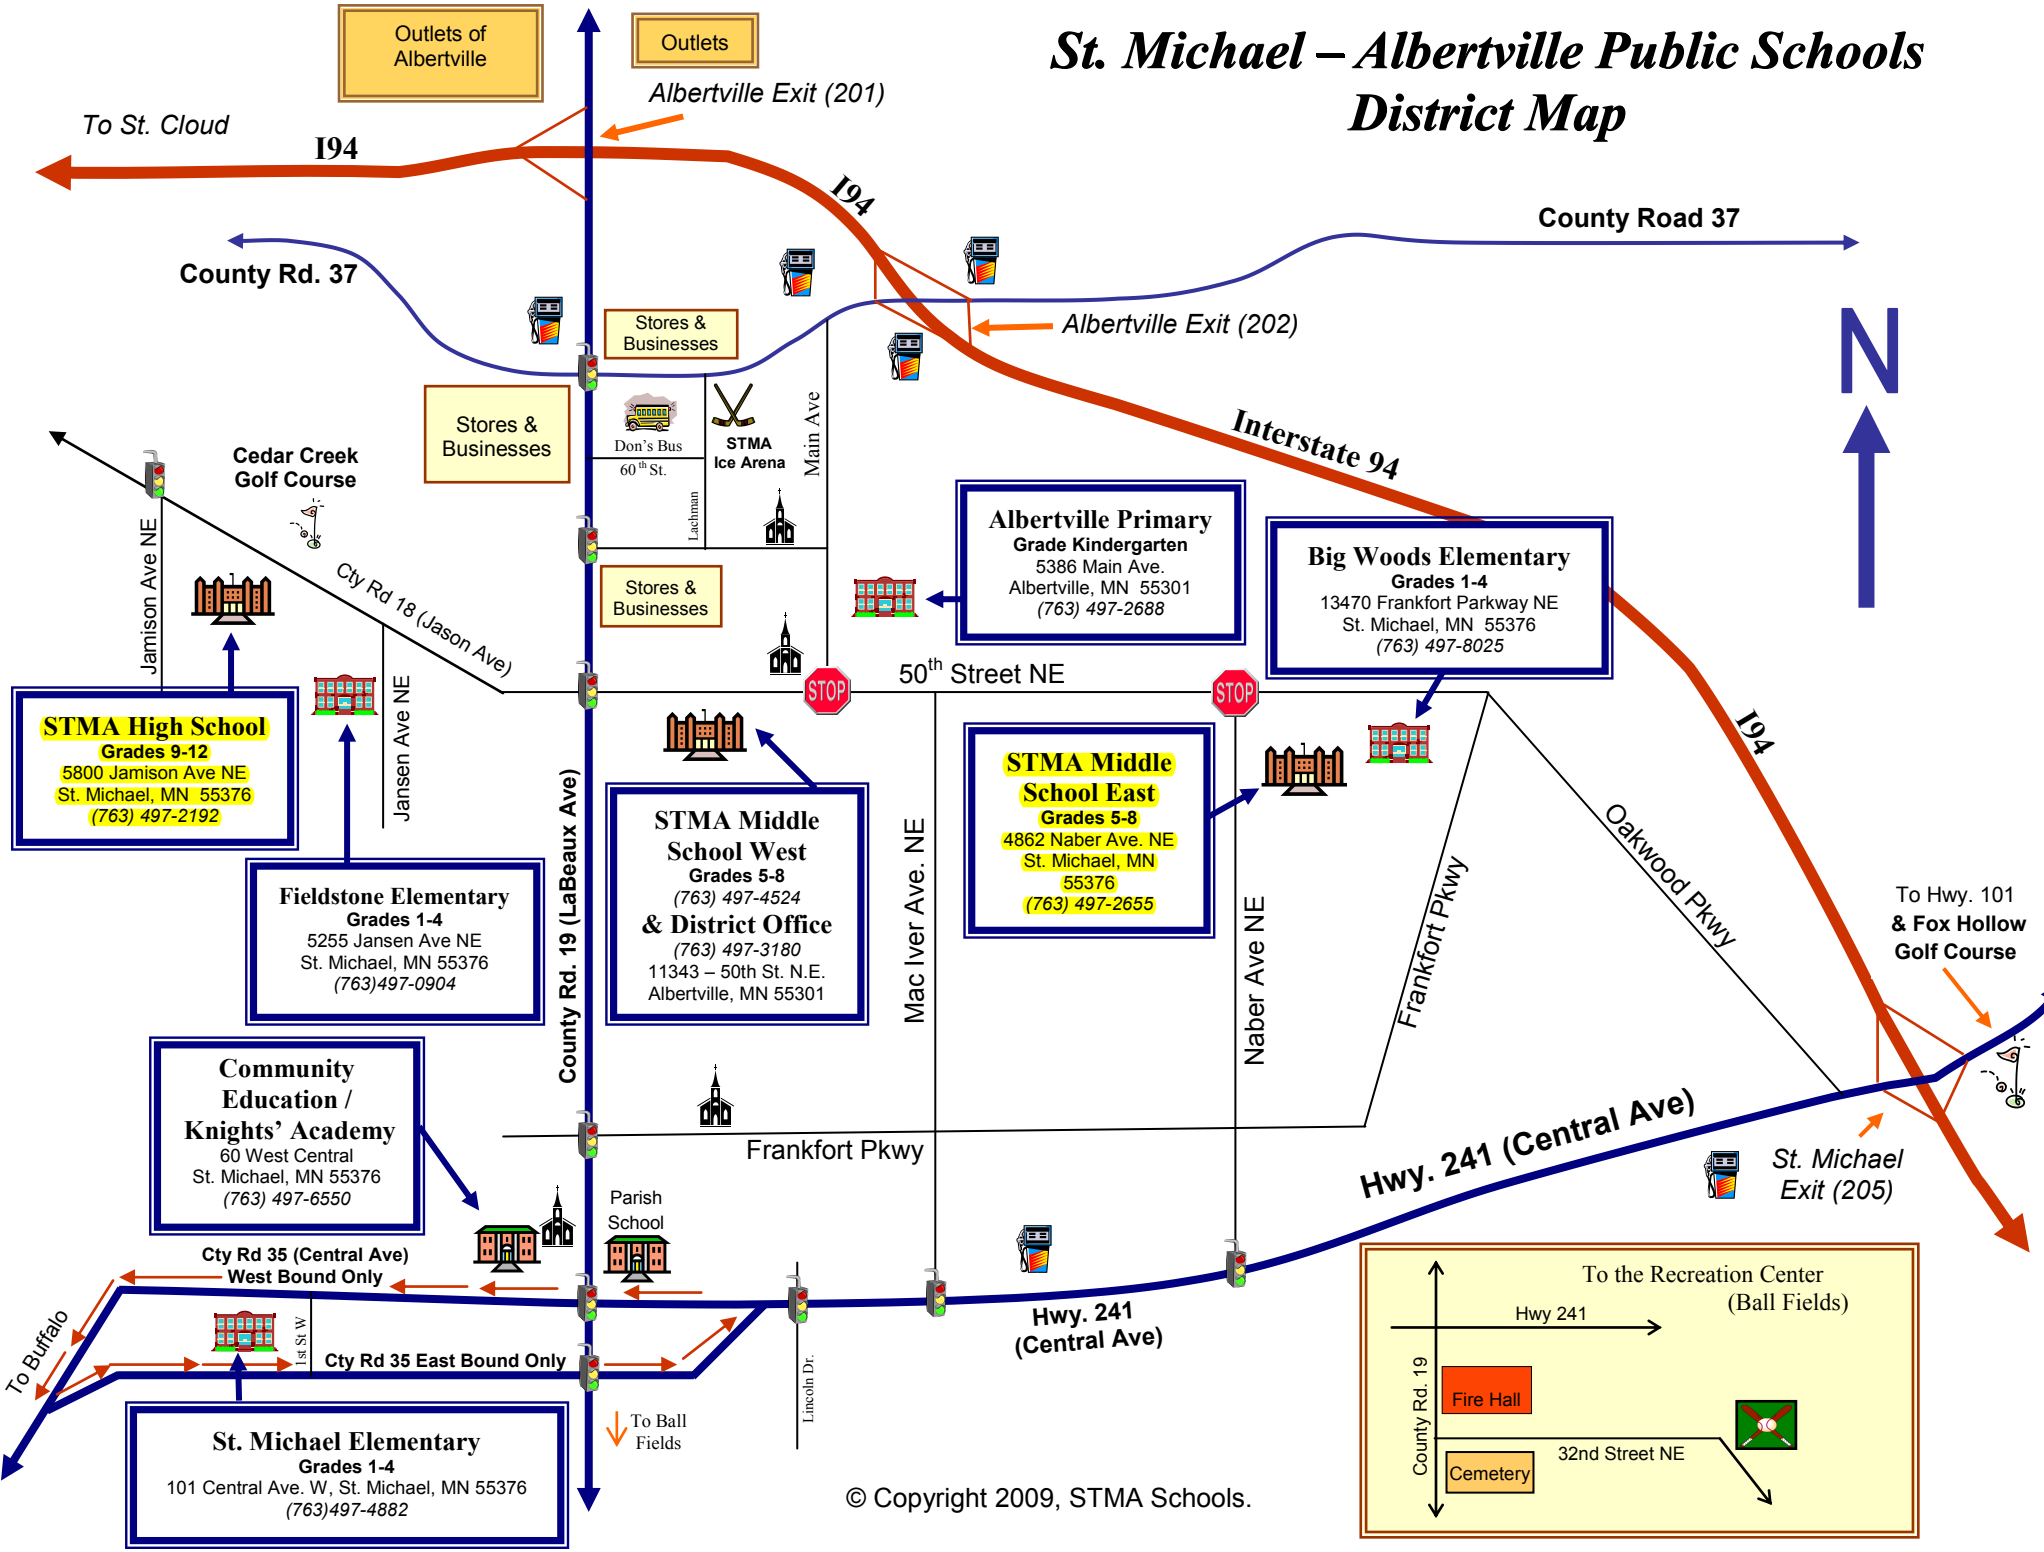 St. Michael – Albertville Public Schools
District Map
Outlets of
Albertville
Outlets
Albertville Exit (201)
To St. Cloud
I94
I94
County Road 37
County Rd. 37
Stores &
Businesses
Albertville Exit (202)
N
Stores &
Businesses
Don's Bus
60th St.
STMA
Ice Arena
Main Ave
Lachman
Interstate 94
Cedar Creek
Golf Course
Jamison Ave NE
Cty Rd 18 (Jason Ave)
Stores &
Businesses
Albertville Primary
Grade Kindergarten
5386 Main Ave.
Albertville, MN  55301
(763) 497-2688
Big Woods Elementary
Grades 1-4
13470 Frankfort Parkway NE
St. Michael, MN  55376
(763) 497-8025
50th Street NE
STOP
STOP
STMA High School
Grades 9-12
5800 Jamison Ave NE
St. Michael, MN  55376
(763) 497-2192
Jansen Ave NE
County Rd. 19 (LaBeaux Ave)
STMA Middle
School West
Grades 5-8
(763) 497-4524
& District Office
(763) 497-3180
11343 – 50th St. N.E.
Albertville, MN 55301
Mac Iver Ave. NE
STMA Middle
School East
Grades 5-8
4862 Naber Ave. NE
St. Michael, MN
55376
(763) 497-2655
Naber Ave NE
Frankfort Pkwy
Oakwood Pkwy
I94
To Hwy. 101
& Fox Hollow
Golf Course
Fieldstone Elementary
Grades 1-4
5255 Jansen Ave NE
St. Michael, MN 55376
(763)497-0904
Community
Education /
Knights' Academy
60 West Central
St. Michael, MN 55376
(763) 497-6550
Frankfort Pkwy
Hwy. 241 (Central Ave)
St. Michael
Exit (205)
Parish
School
Cty Rd 35 (Central Ave)
West Bound Only
To Buffalo
1st St W
Cty Rd 35 East Bound Only
Hwy. 241
(Central Ave)
Lincoln Dr.
To Ball
Fields
St. Michael Elementary
Grades 1-4
101 Central Ave. W, St. Michael, MN 55376
(763)497-4882
© Copyright 2009, STMA Schools.
To the Recreation Center
(Ball Fields)
Hwy 241
County Rd. 19
Fire Hall
32nd Street NE
Cemetery